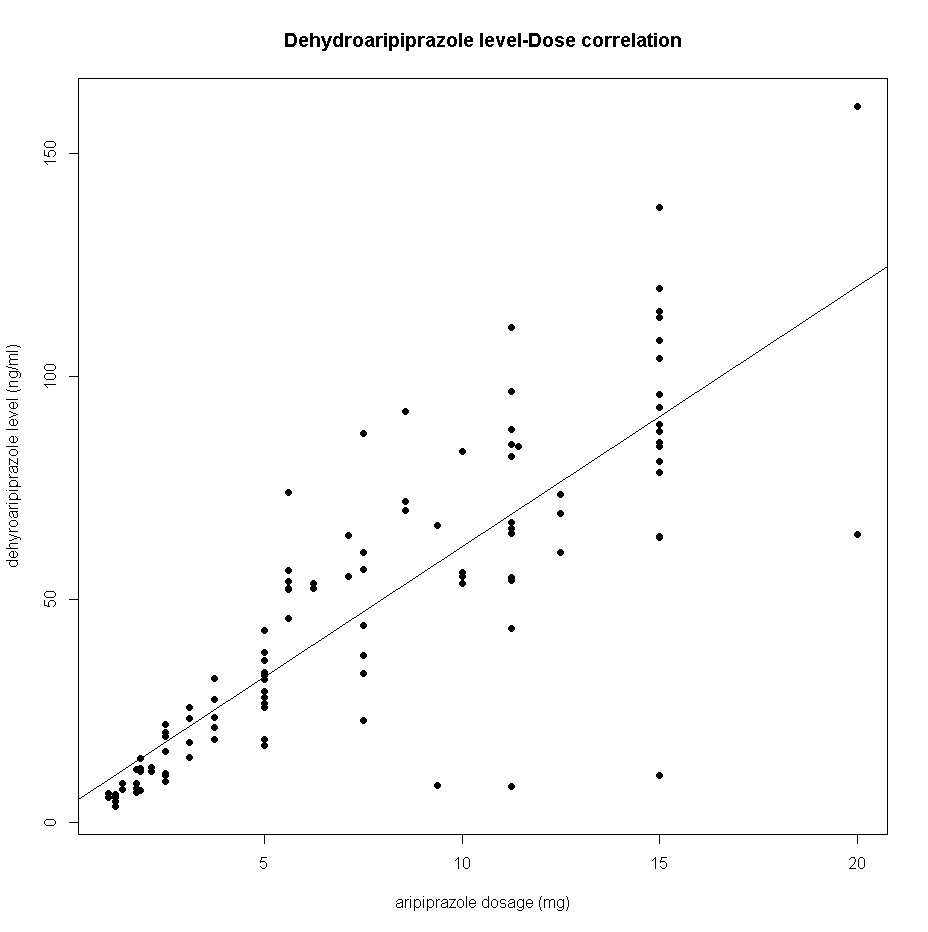 Dehydroaripiprazole level-Dose correlation
150
100
50
0
dehyroaripiprazole level (ng/ml)
5 10 15 20
aripiprazole dosage (mg)